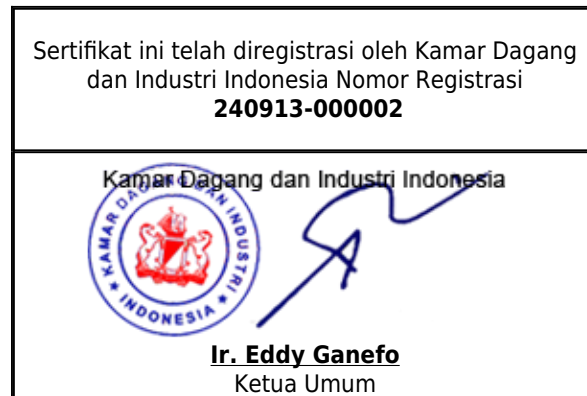 Sertifikat ini telah diregistrasi oleh Kamar Dagang
dan Industri Indonesia Nomor Registrasi
240913-000002
Kamar Dagang dan Industri Indonesia
KAMAR DAGANG DAN INDUSTRI
INDONESIA
Ir. Eddy Ganefo
Ketua Umum